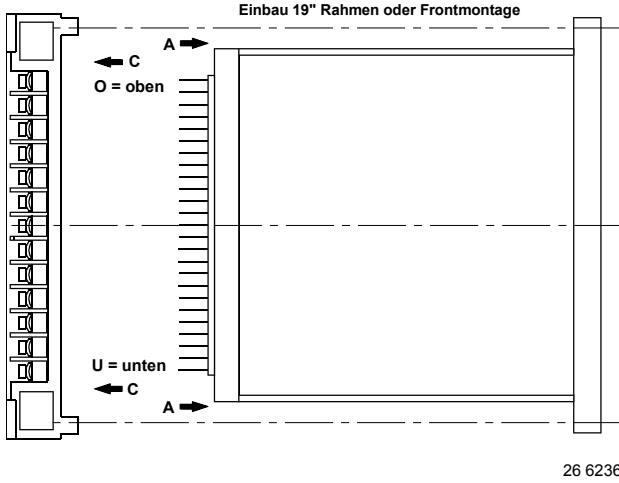 Einbau 19" Rahmen oder Frontmontage
A
C
O = oben
U = unten
C
A
26 6236